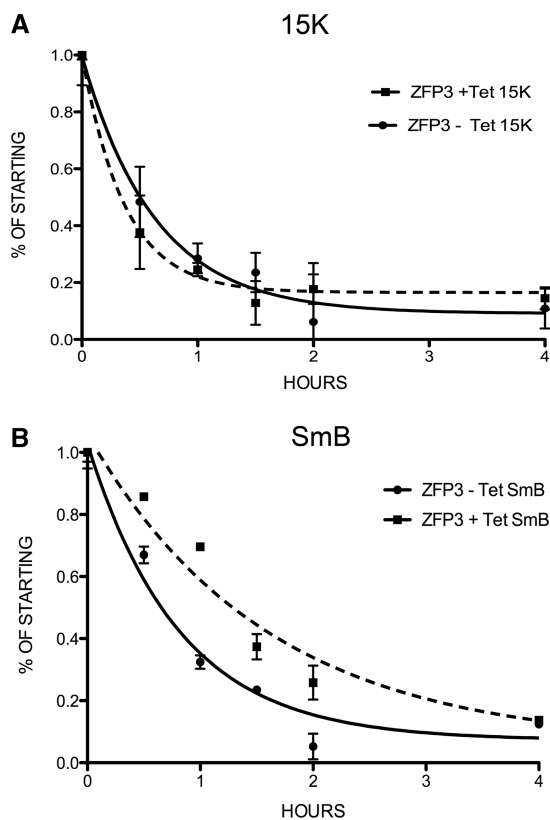 A
15K
1.0
0.8
0.6
0.4
0.2
0.0
% OF STARTING
ZFP3 +Tet 15K
ZFP3 - Tet 15K
0 1 2 3 4
HOURS
B
SmB
1.0
0.8
0.6
0.4
0.2
0.0
% OF STARTING
ZFP3 - Tet SmB
ZFP3 + Tet SmB
0 1 2 3 4
HOURS